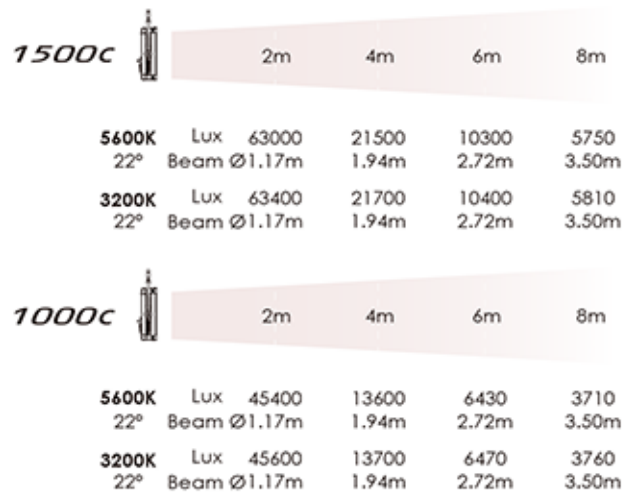 1500c 2m 4m 6m 8m
5600K Lux 63000 21500 10300 5750
22° Beam Ø1.17m 1.94m 2.72m 3.50m
3200K Lux 63400 21700 10400 5810
22° Beam Ø1.17m 1.94m 2.72m 3.50m
1000c 2m 4m 6m 8m
5600K Lux 45400 13600 6430 3710
22° Beam Ø1.17m 1.94m 2.72m 3.50m
3200K Lux 45600 13700 6470 3760
22° Beam Ø1.17m 1.94m 2.72m 3.50m